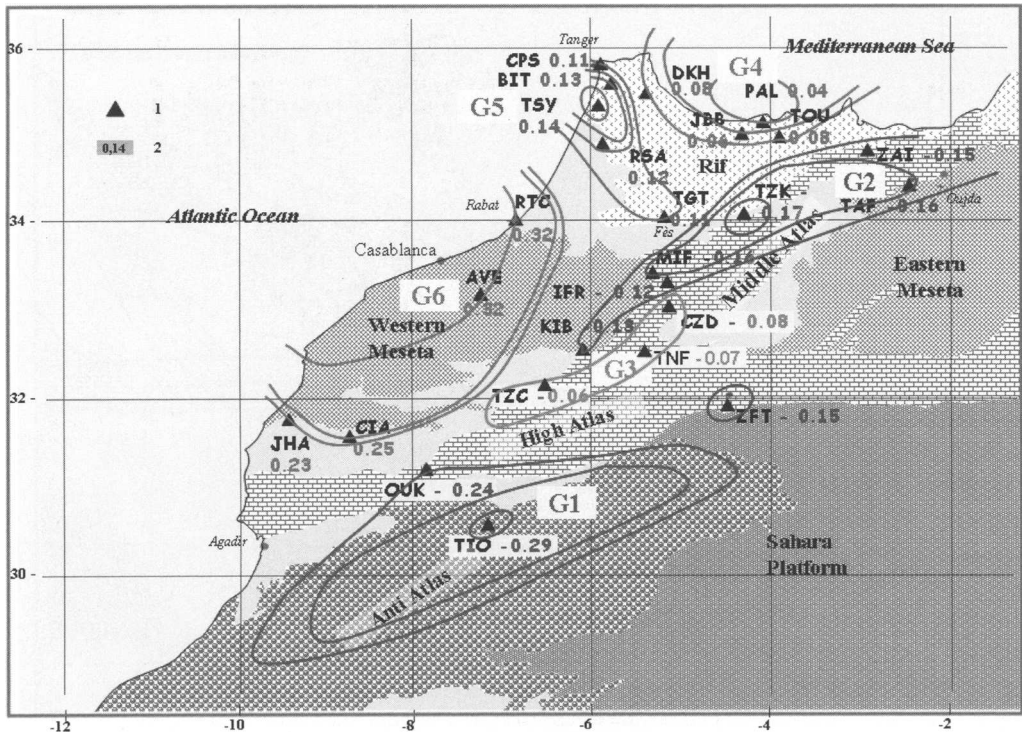 36
Tanger
Mediterranean Sea
CPS 0.11
BIT 0.13
G5 TSY
0.14
DKH
0.08
G4
PAL 0.04
JBB
TOU
0.08
1
0,14 2
RSA
0.12
Rif
ZAI - 0.15
G2
TZK -
0.17
TAF - 0.16
Oujda
34
Atlantic Ocean
Rabat
RTC
0.32
TGT
0.11
Fès
Casablanca
MIF - 0.14
Middle Atlas
IFR - 0.12
Eastern
Meseta
AVE
0.32
G6
Western
Meseta
KIB - 0.13
CZD - 0.08
G3
TNF -0.07
32
TZC -0.06
ZFT - 0.15
High Atlas
CIA
0.25
JHA
0.23
OUK - 0.24
G1
TIO -0.29
Agadir
Sahara
Platform
30
Anti Atlas
-12 -10 -8 -6 -4 -2